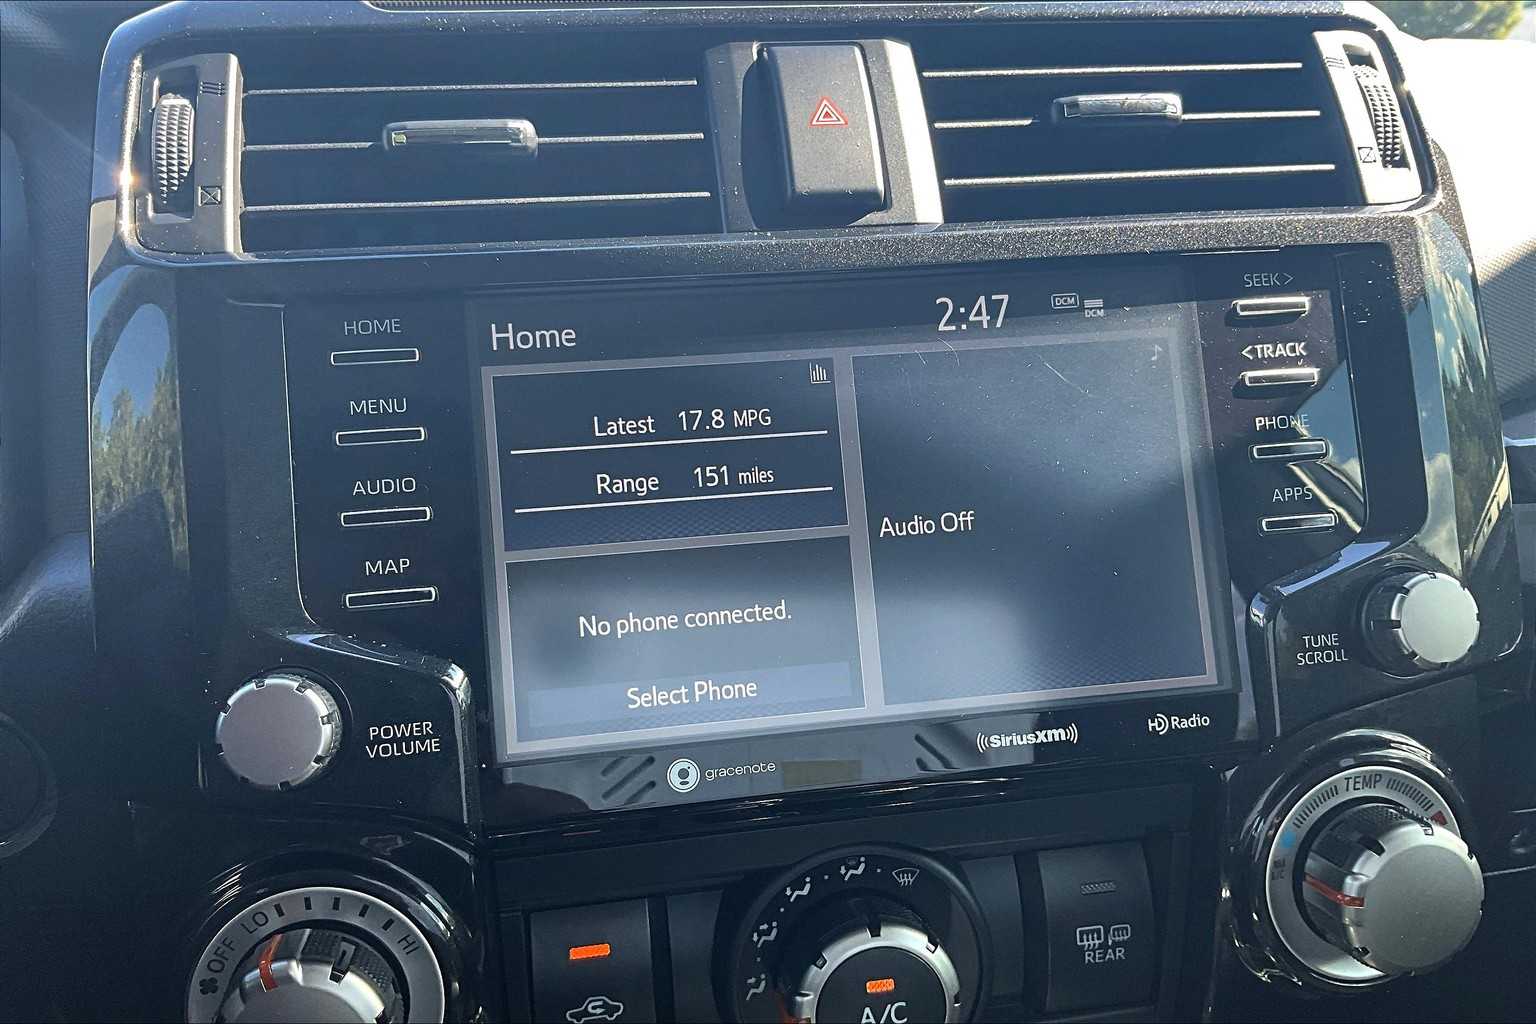 HOME
MENU
AUDIO
MAP
POWER
VOLUME
Home
2:47
DCM
DCM
Latest 17.8 MPG
Range 151 miles
No phone connected.
Select Phone
Audio Off
gracenote
SiriusXM
HD Radio
SEEK >
< TRACK
PHONE
APPS
TUNE
SCROLL
OFF LO HI
A/C
REAR
TEMP